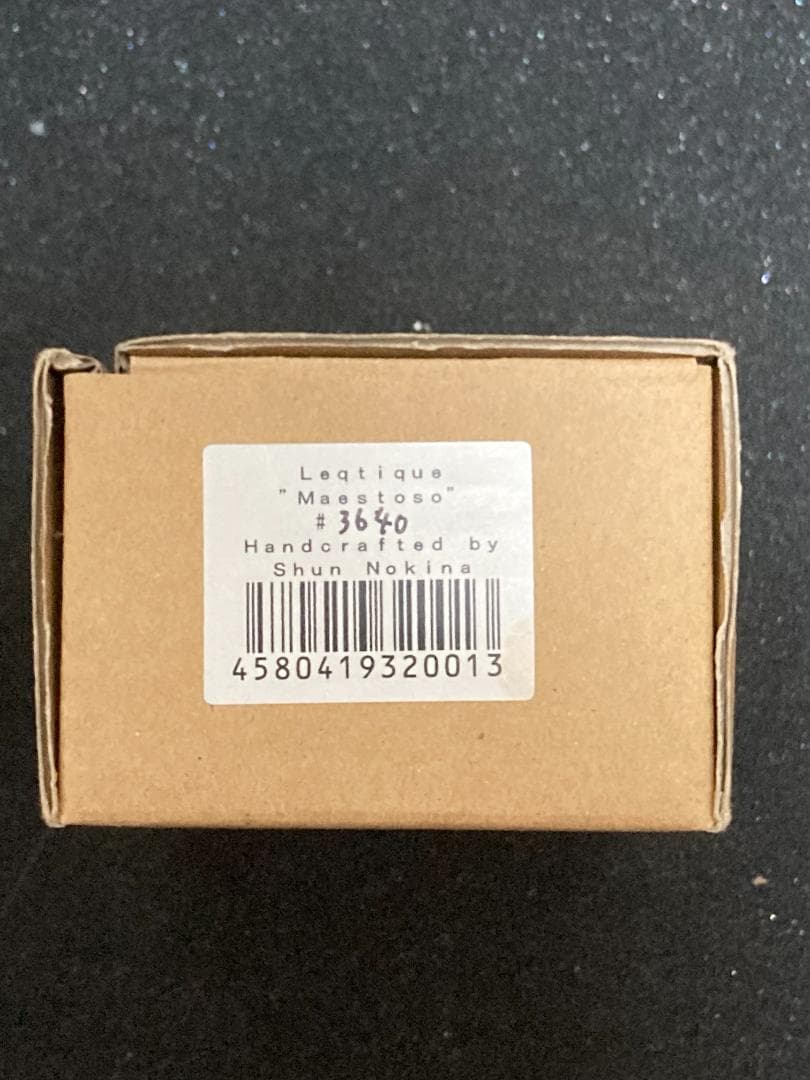 Leqtique
"Maestoso"
# 3640
Handcrafted by
Shun Nokina
4580419320013